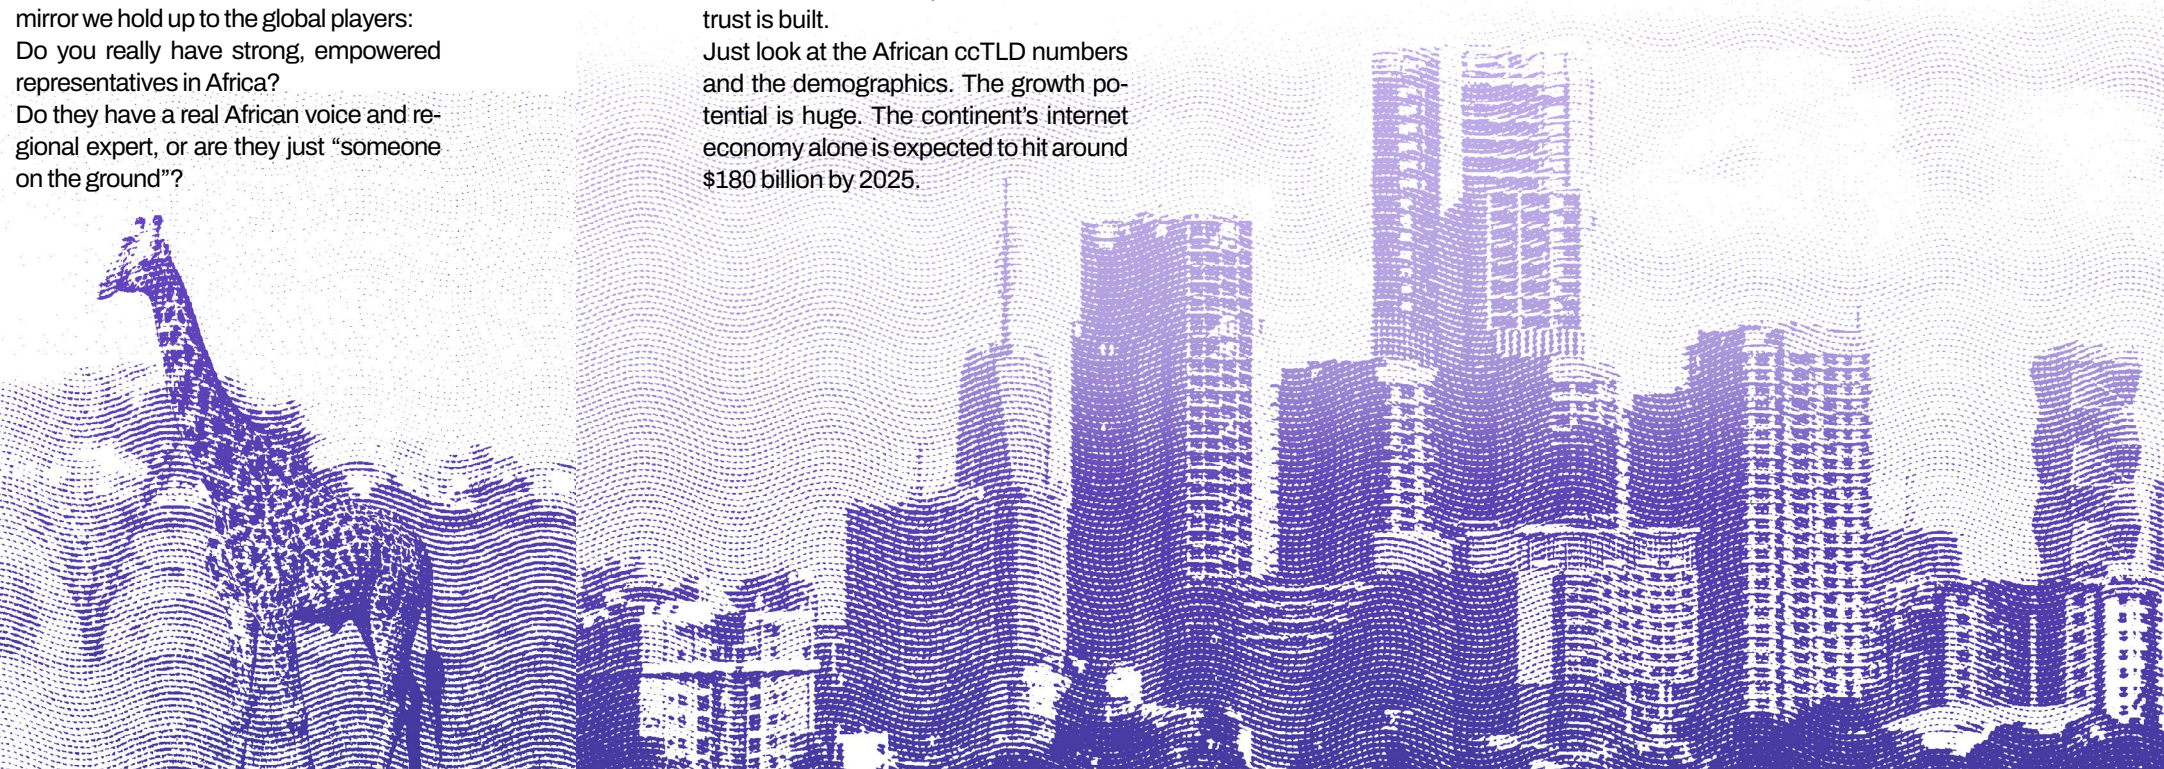 mirror we hold up to the global players:
Do you really have strong, empowered
representatives in Africa?
Do they have a real African voice and re-
gional expert, or are they just “someone
on the ground”?
trust is built.
Just look at the African ccTLD numbers
and the demographics. The growth po-
tential is huge. The continent’s internet
economy alone is expected to hit around
$180 billion by 2025.